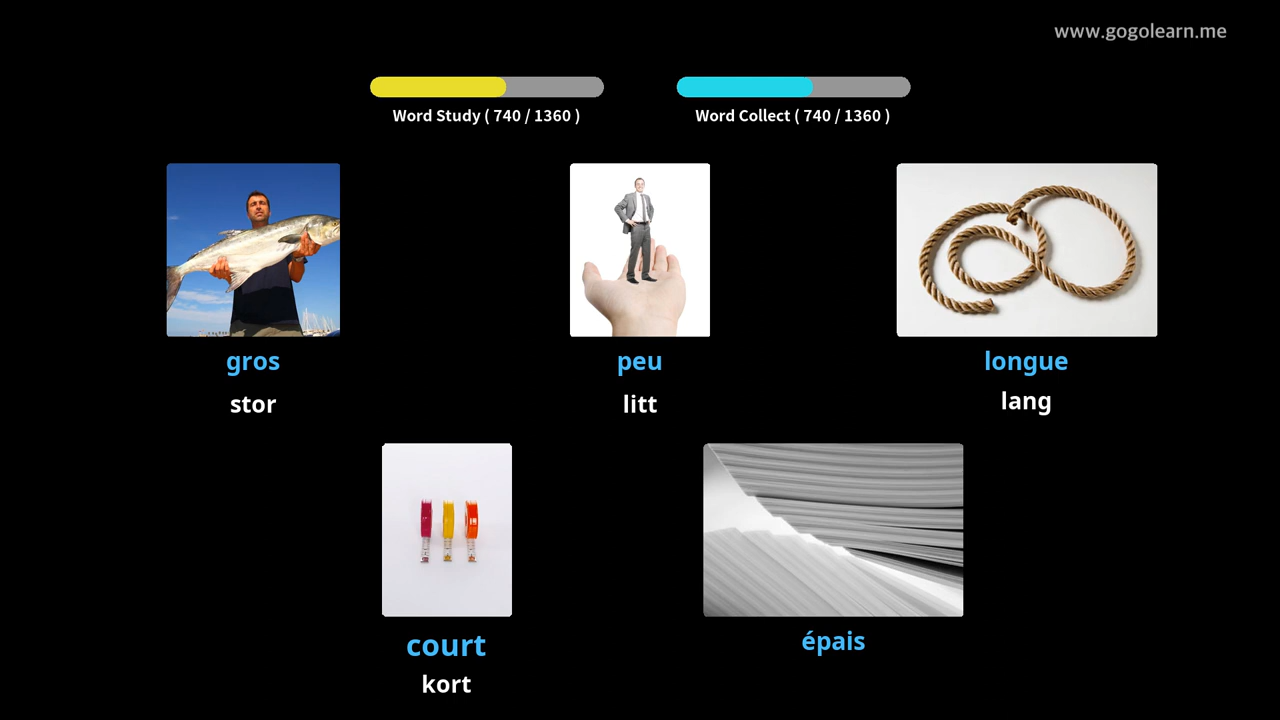 www.gogolearn.me
Word Study ( 740 / 1360 )
Word Collect ( 740 / 1360 )
gros
stor
peu
litt
longue
lang
court
kort
épais